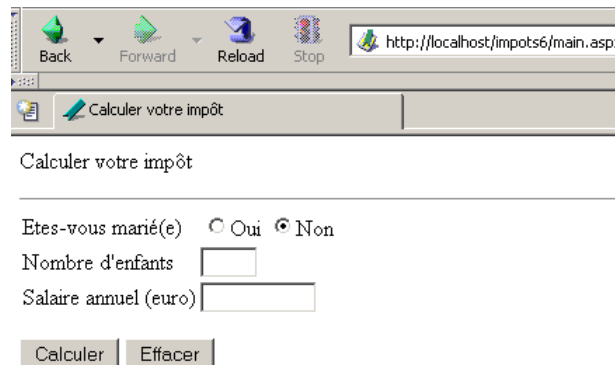 Back Forward Reload Stop http://localhost/impots6/main.asp
Calculer votre impôt
Calculer votre impôt
Etes-vous marié(e) Oui Non
Nombre d'enfants
Salaire annuel (euro)
Calculer Effacer